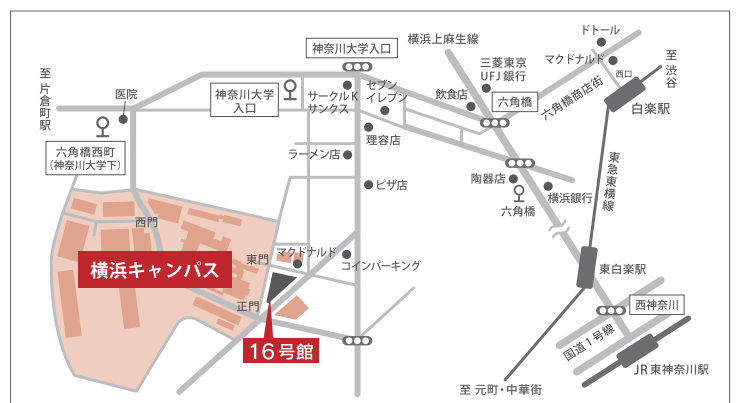 ドトール
神奈川大学入口
横浜上麻生線
マクドナルド
至 渋谷
三菱東京
UFJ 銀行
西口
至 片倉町駅
医院
神奈川大学
入口
サークルK
サンクス
セブン
イレブン
飲食店
六角橋
六角橋商店街
白楽駅
六角橋西町
(神奈川大学下)
理容店
ラーメン店
東急東横線
ピザ店
陶器店
横浜銀行
六角橋
西門
東門
マクドナルド
コインパーキング
横浜キャンパス
東白楽駅
正門
西神奈川
国道1号線
16号館
JR 東神奈川駅
至 元町・中華街